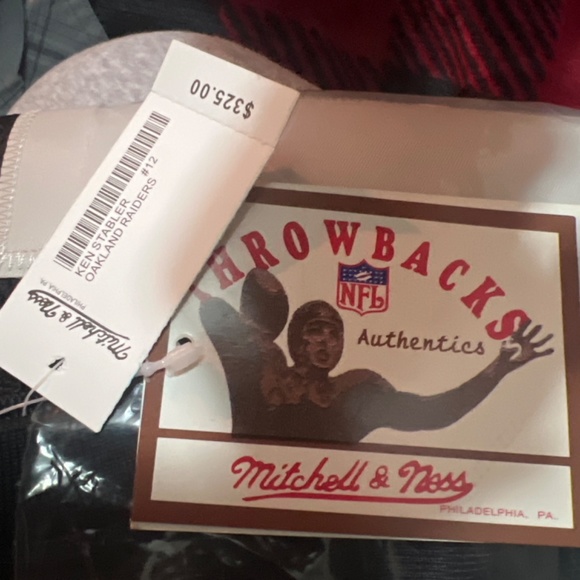 $325.00
KEN STABLER
OAKLAND RAIDERS #12
Mitchell & Ness
PHILADELPHIA, PA.
THROWBACKS
NFL
Authentics
Mitchell & Ness
PHILADELPHIA, PA.